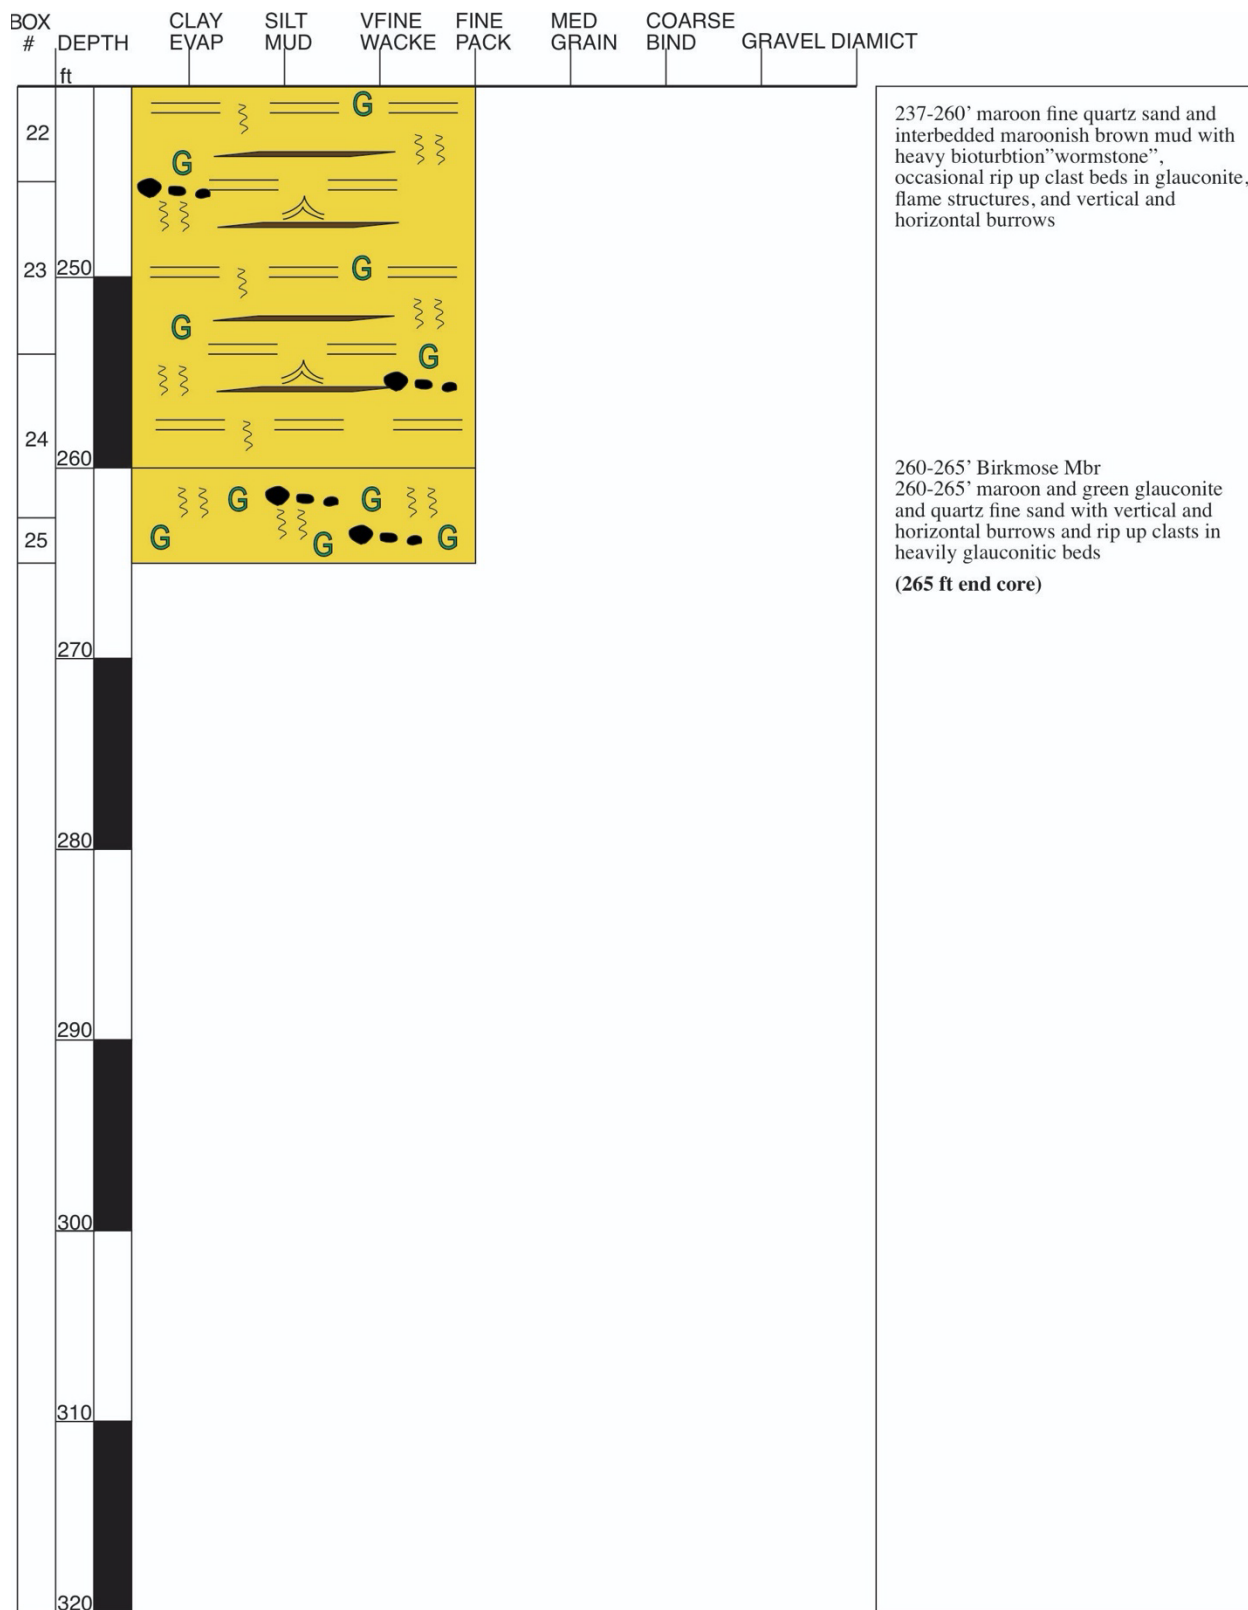 BOX CLAY SILT VFINE FINE MED COARSE
# DEPTH EVAP MUD WACKE PACK GRAIN BIND GRAVEL DIAMICT
ft
22
23
24
25
250
260
270
280
290
300
310
320
G
G
G
G
G
G
G
G
G
G
237-260’ maroon fine quartz sand and
interbedded maroonish brown mud with
heavy bioturbtion”wormstone”,
occasional rip up clast beds in glauconite,
flame structures, and vertical and
horizontal burrows
260-265’ Birkmose Mbr
260-265’ maroon and green glauconite
and quartz fine sand with vertical and
horizontal burrows and rip up clasts in
heavily glauconitic beds
(265 ft end core)